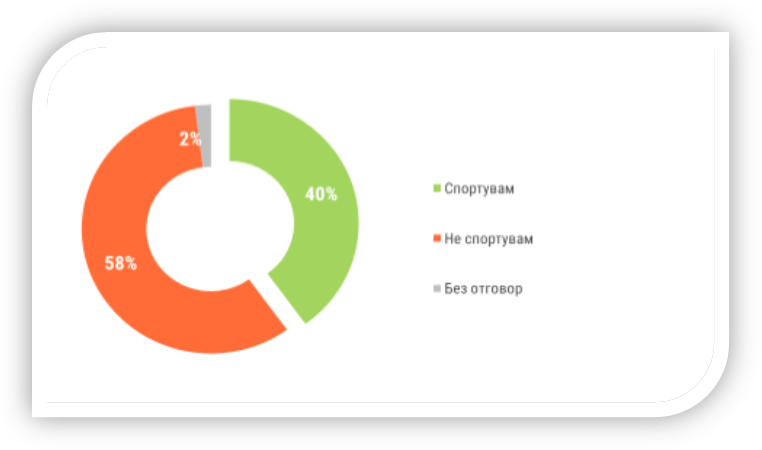 2%
40%
58%
Спортувам
Не спортувам
Без отговор